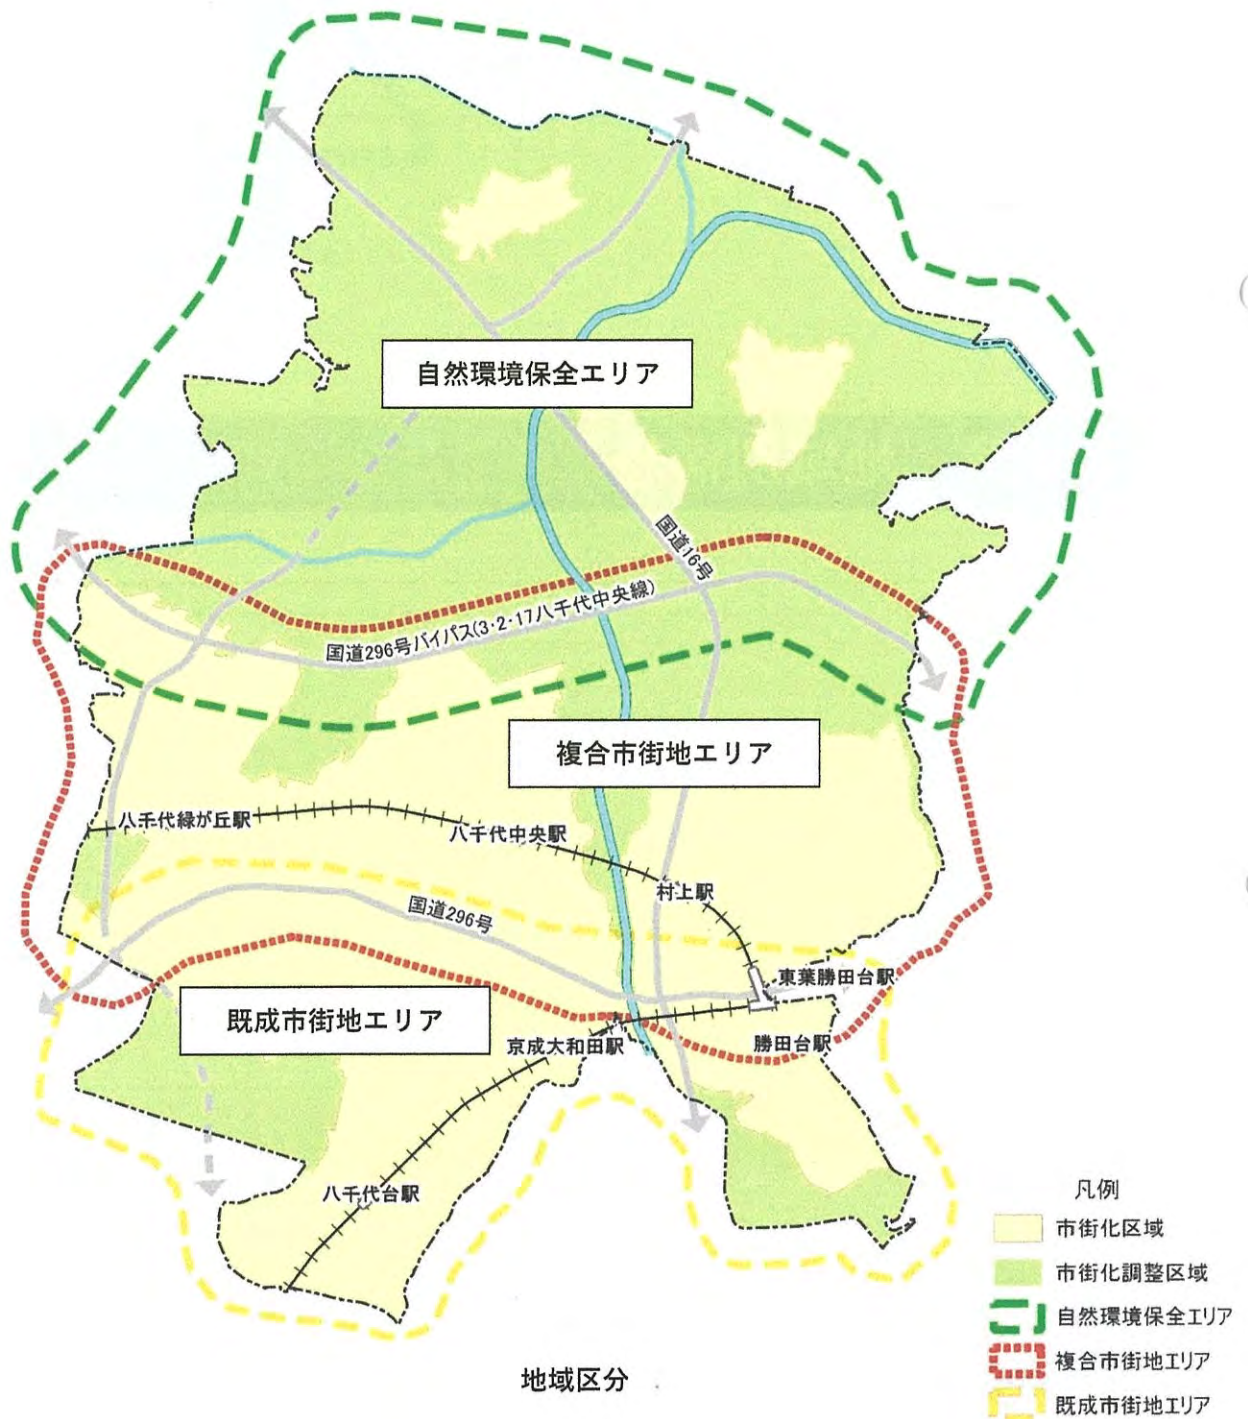 自然環境保全エリア
国道16号
国道296号バイパス(3・2・17八千代中央線)
複合市街地エリア
八千代緑が丘駅
八千代中央駅
村上駅
国道296号
東葉勝田台駅
既成市街地エリア
京成大和田駅
勝田台駅
八千代台駅
凡例
市街化区域
市街化調整区域
自然環境保全エリア
複合市街地エリア
既成市街地エリア
地域区分